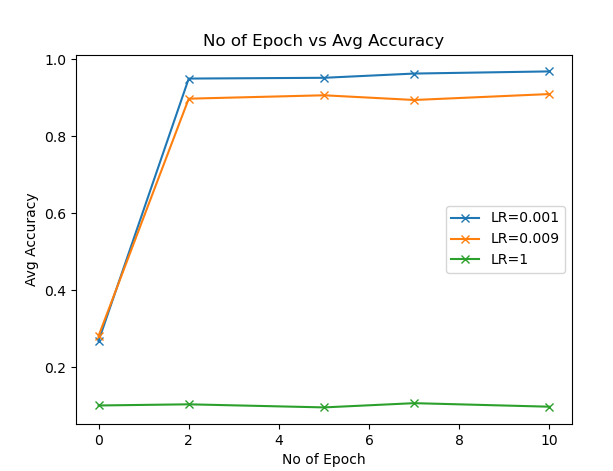 No of Epoch vs Avg Accuracy
1.0
0.8
0.6
0.4
0.2
Avg Accuracy
LR=0.001
LR=0.009
LR=1
0 2 4 6 8 10
No of Epoch